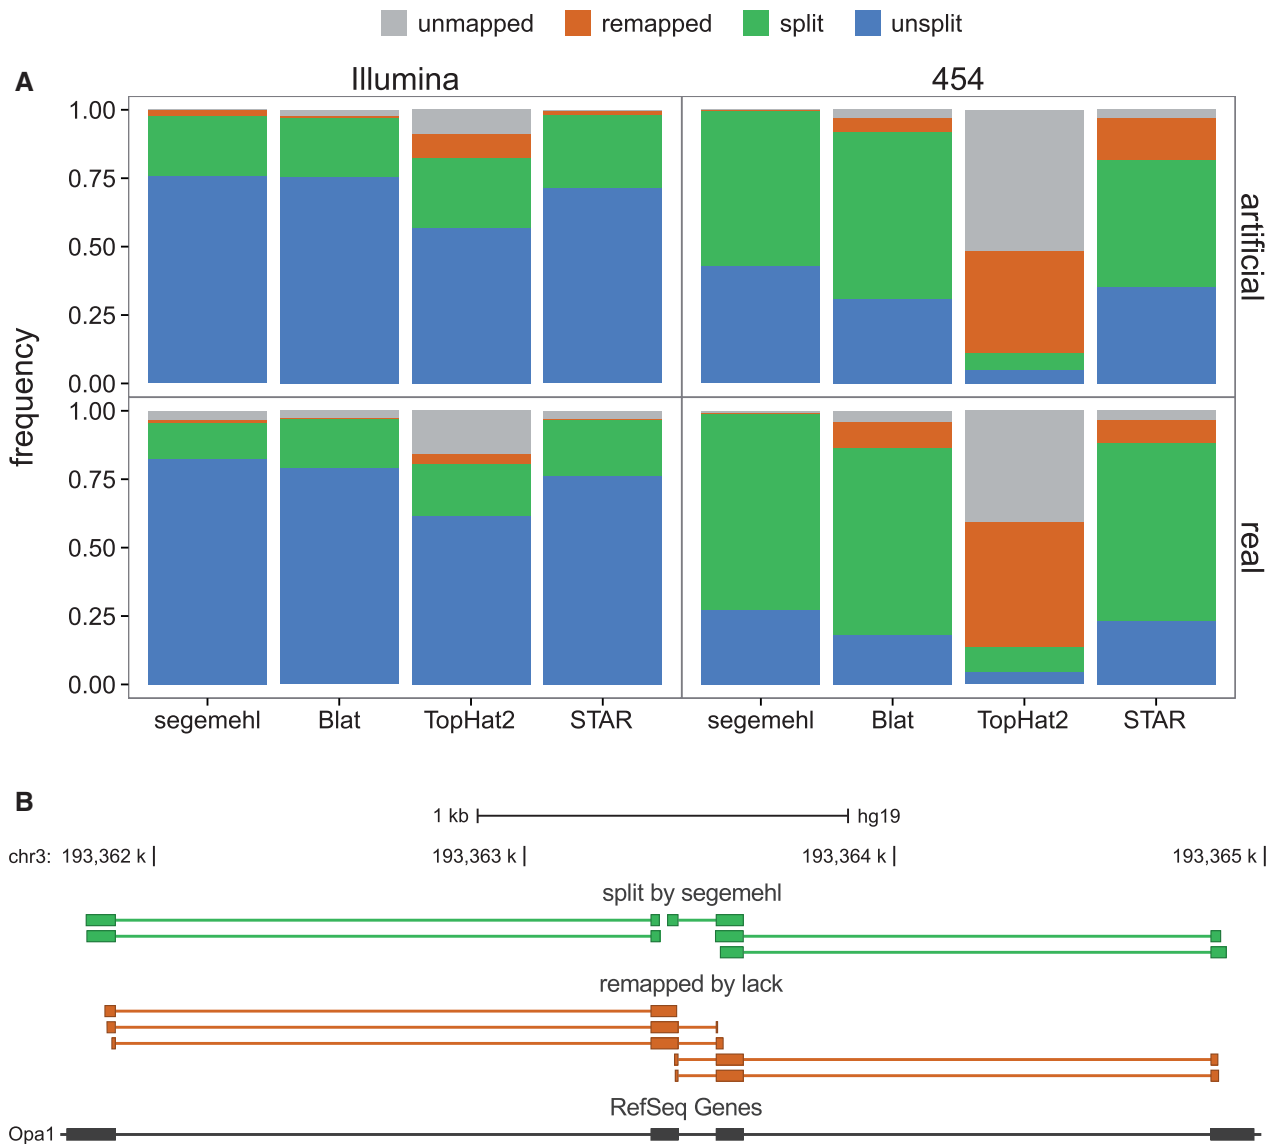 unmapped remapped split unsplit
A
Illumina 454
1.00
0.75
0.50
0.25
0.00
artificial
frequency
1.00
0.75
0.50
0.25
0.00
real
segemehl Blat TopHat2 STAR segemehl Blat TopHat2 STAR
B
1 kb hg19
chr3: 193,362 k 193,363 k 193,364 k 193,365 k
split by segemehl
remapped by lack
RefSeq Genes
Opa1